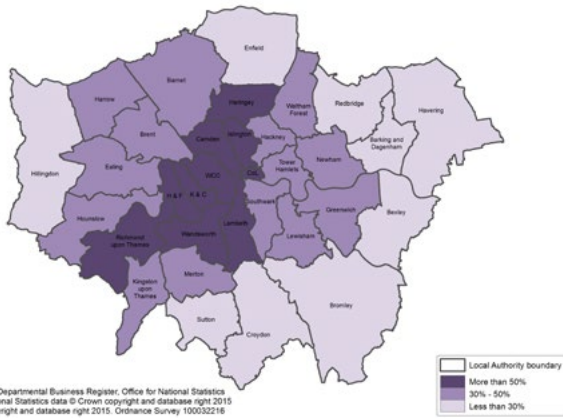 Enfield
Barnet
Harrow
Haringey
Waltham
Forest
Redbridge
Havering
Brent
Camden
Islington
Hackney
Barking and
Dagenham
Hillingdon
Ealing
WCC
CoL
Tower
Hamlets
Newham
H & F
K & C
Southwark
Greenwich
Bexley
Hounslow
Richmond
upon Thames
Wandsworth
Lambeth
Lewisham
Kingston
upon
Thames
Merton
Bromley
Sutton
Croydon
Departmental Business Register, Office for National Statistics
onal Statistics data © Crown copyright and database right 2015
eright and database right 2015. Ordnance Survey 100032216
Local Authority boundary
More than 50%
30% - 50%
Less than 30%